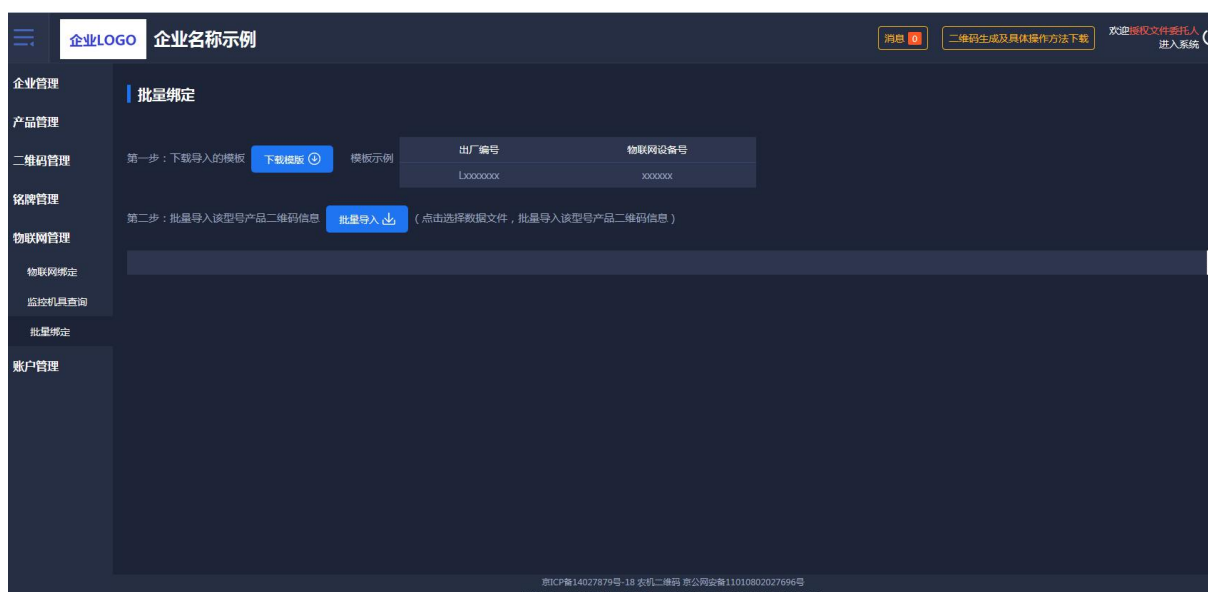 企业LOGO 企业名称示例 消息 0 二维码生成及具体操作方法下载 欢迎授权文件委托人
进入系统
企业管理
批量绑定
产品管理
出厂编号 物联网设备号
二维码管理 第一步：下载导入的模板 下载模版 模板示例
Lxxxxxxx xxxxxx
铭牌管理
第二步：批量导入该型号产品二维码信息 批量导入 （点击选择数据文件，批量导入该型号产品二维码信息）
物联网管理
物联网绑定
监控机具查询
批量绑定
账户管理
京ICP备14027879号-18 农机二维码 京公网安备11010802027696号